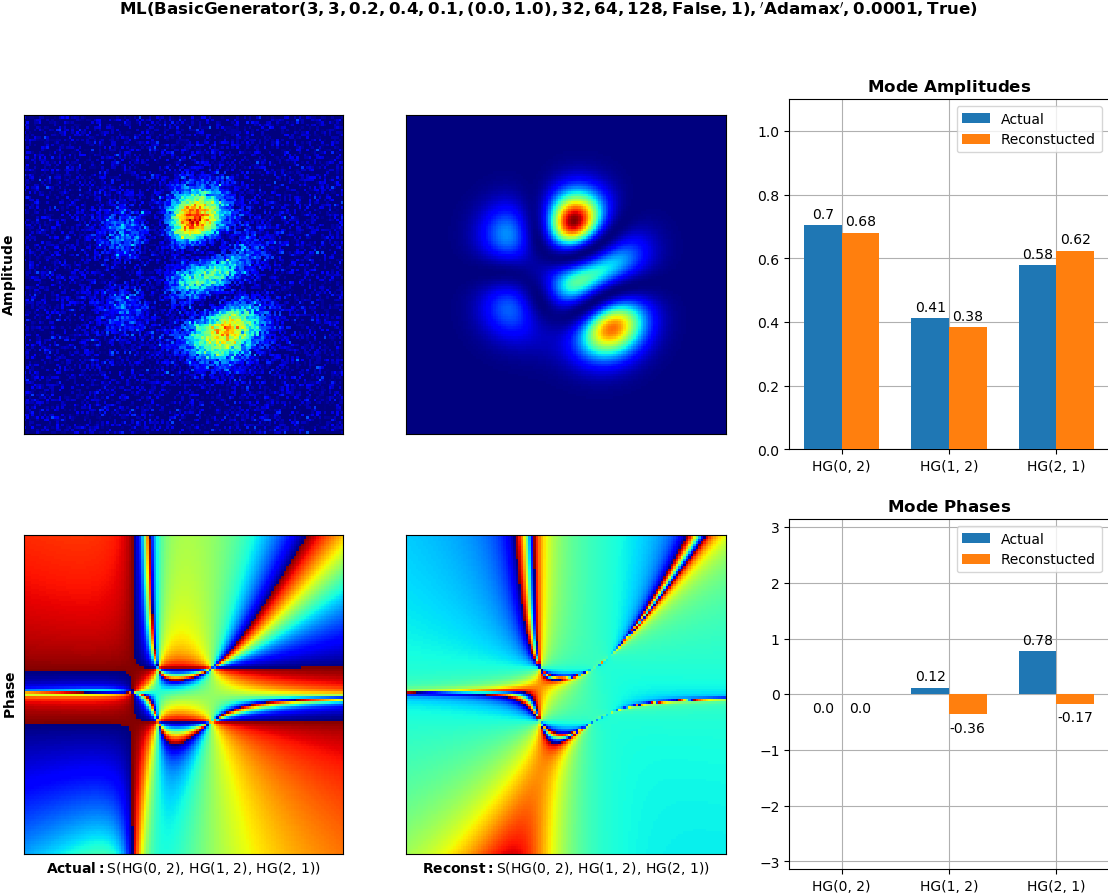 ML(BasicGenerator(3, 3, 0.2, 0.4, 0.1, (0.0, 1.0), 32, 64, 128, False, 1), 'Adamax', 0.0001, True)
Amplitude
Mode Amplitudes
Actual
Reconstucted
1.0
0.8
0.6
0.4
0.2
0.0
0.7
0.68
0.41
0.38
0.58
0.62
HG(0, 2)
HG(1, 2)
HG(2, 1)
Phase
Actual: S(HG(0, 2), HG(1, 2), HG(2, 1))
Reconst: S(HG(0, 2), HG(1, 2), HG(2, 1))
Mode Phases
Actual
Reconstucted
3
2
1
0
−1
−2
−3
0.0
0.0
0.12
-0.36
0.78
-0.17
HG(0, 2)
HG(1, 2)
HG(2, 1)